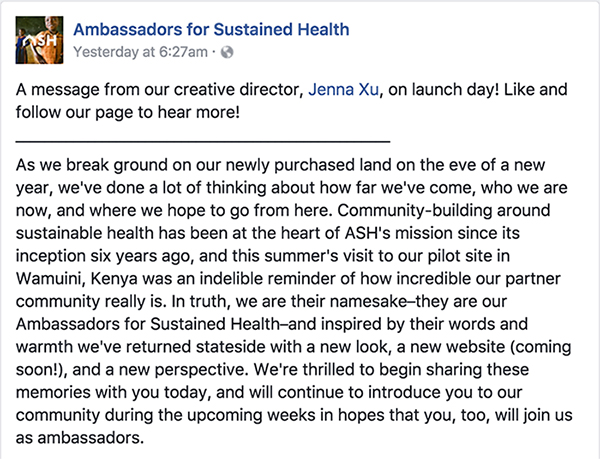 ASH
Ambassadors for Sustained Health
Yesterday at 6:27am ·
A message from our creative director, Jenna Xu, on launch day! Like and
follow our page to hear more!
As we break ground on our newly purchased land on the eve of a new
year, we've done a lot of thinking about how far we've come, who we are
now, and where we hope to go from here. Community-building around
sustainable health has been at the heart of ASH's mission since its
inception six years ago, and this summer's visit to our pilot site in
Wamuini, Kenya was an indelible reminder of how incredible our partner
community really is. In truth, we are their namesake–they are our
Ambassadors for Sustained Health–and inspired by their words and
warmth we've returned stateside with a new look, a new website (coming
soon!), and a new perspective. We're thrilled to begin sharing these
memories with you today, and will continue to introduce you to our
community during the upcoming weeks in hopes that you, too, will join us
as ambassadors.